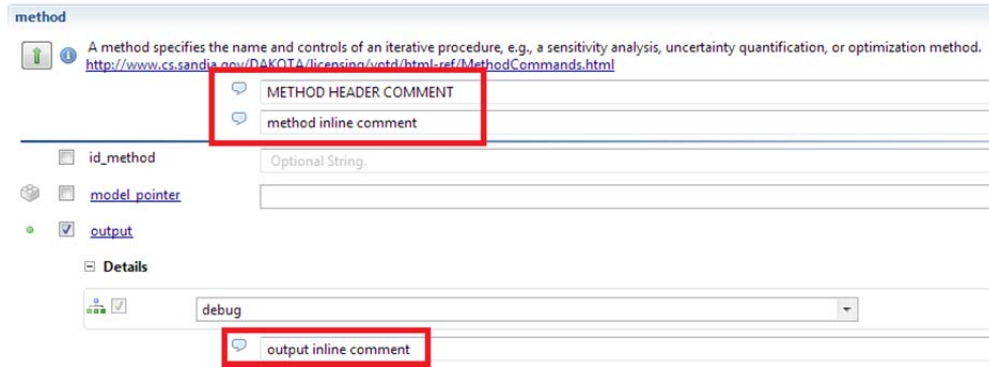 method
A method specifies the name and controls of an iterative procedure, e.g., a sensitivity analysis, uncertainty quantification, or optimization method.
http://www.cs.sandia.gov/DAKOTA/licensing/votd/html-ref/MethodCommands.html
METHOD HEADER COMMENT
method inline comment
id_method Optional String.
model pointer
output
Details
debug
output inline comment